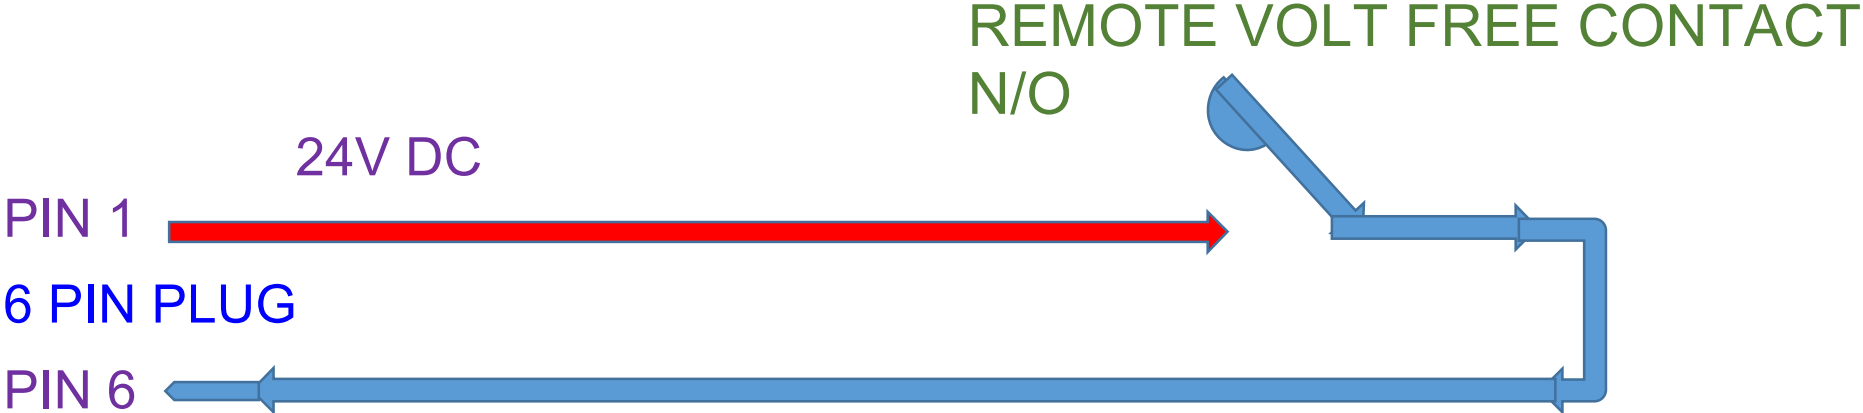 REMOTE VOLT FREE CONTACT
N/O
24V DC
PIN 1
6 PIN PLUG
PIN 6